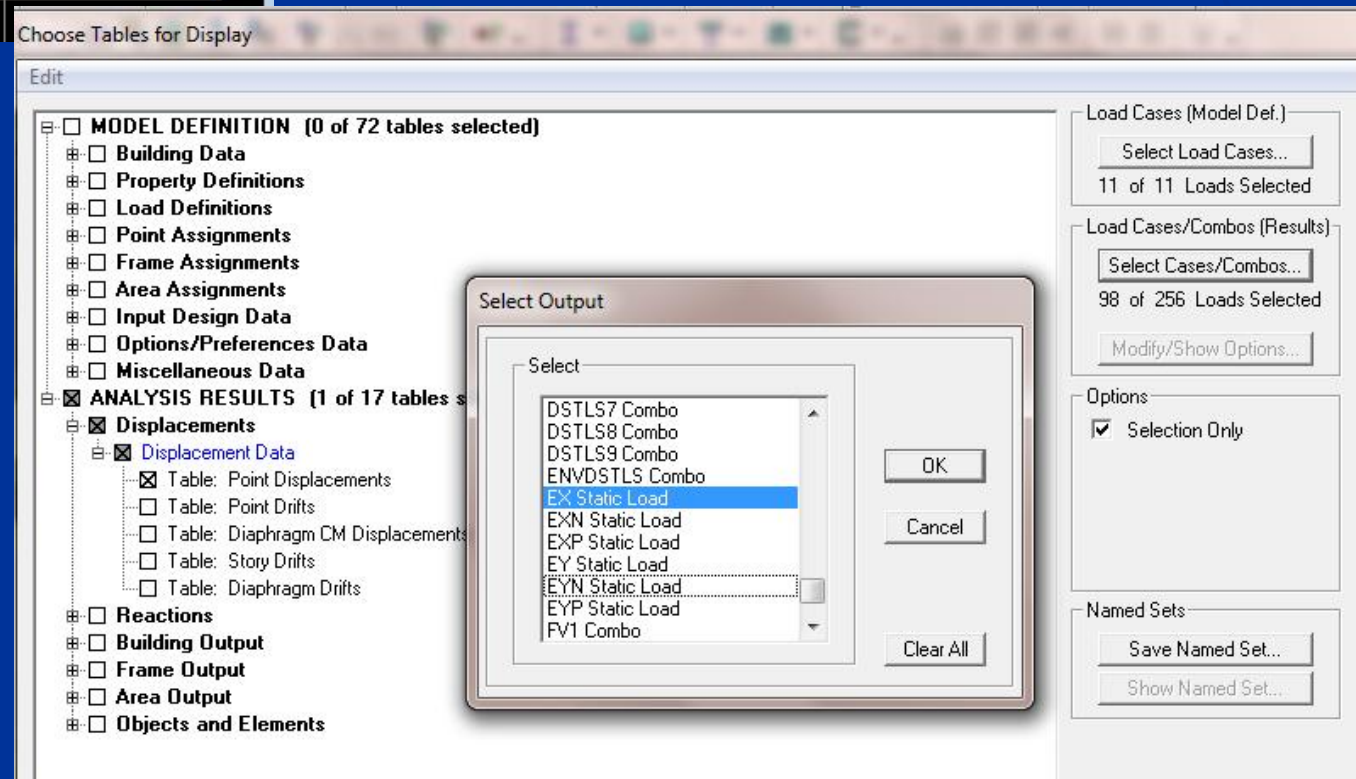 Choose Tables for Display
Edit
MODEL DEFINITION (0 of 72 tables selected)
Building Data
Property Definitions
Load Definitions
Point Assignments
Frame Assignments
Area Assignments
Input Design Data
Options/Preferences Data
Miscellaneous Data
ANALYSIS RESULTS (1 of 17 tables s
Displacements
Displacement Data
Table: Point Displacements
Table: Point Drifts
Table: Diaphragm CM Displacements
Table: Story Drifts
Table: Diaphragm Drifts
Reactions
Building Output
Frame Output
Area Output
Objects and Elements
Select Output
Select
DSTLS7 Combo
DSTLS8 Combo
DSTLS9 Combo
ENVDSTLS Combo
EX Static Load
EXN Static Load
EXP Static Load
EY Static Load
EYN Static Load
EYP Static Load
FV1 Combo
OK
Cancel
Clear All
Load Cases (Model Def.)
Select Load Cases...
11 of 11 Loads Selected
Load Cases/Combos (Results)
Select Cases/Combos...
98 of 256 Loads Selected
Modify/Show Options...
Options
Selection Only
Named Sets
Save Named Set...
Show Named Set...